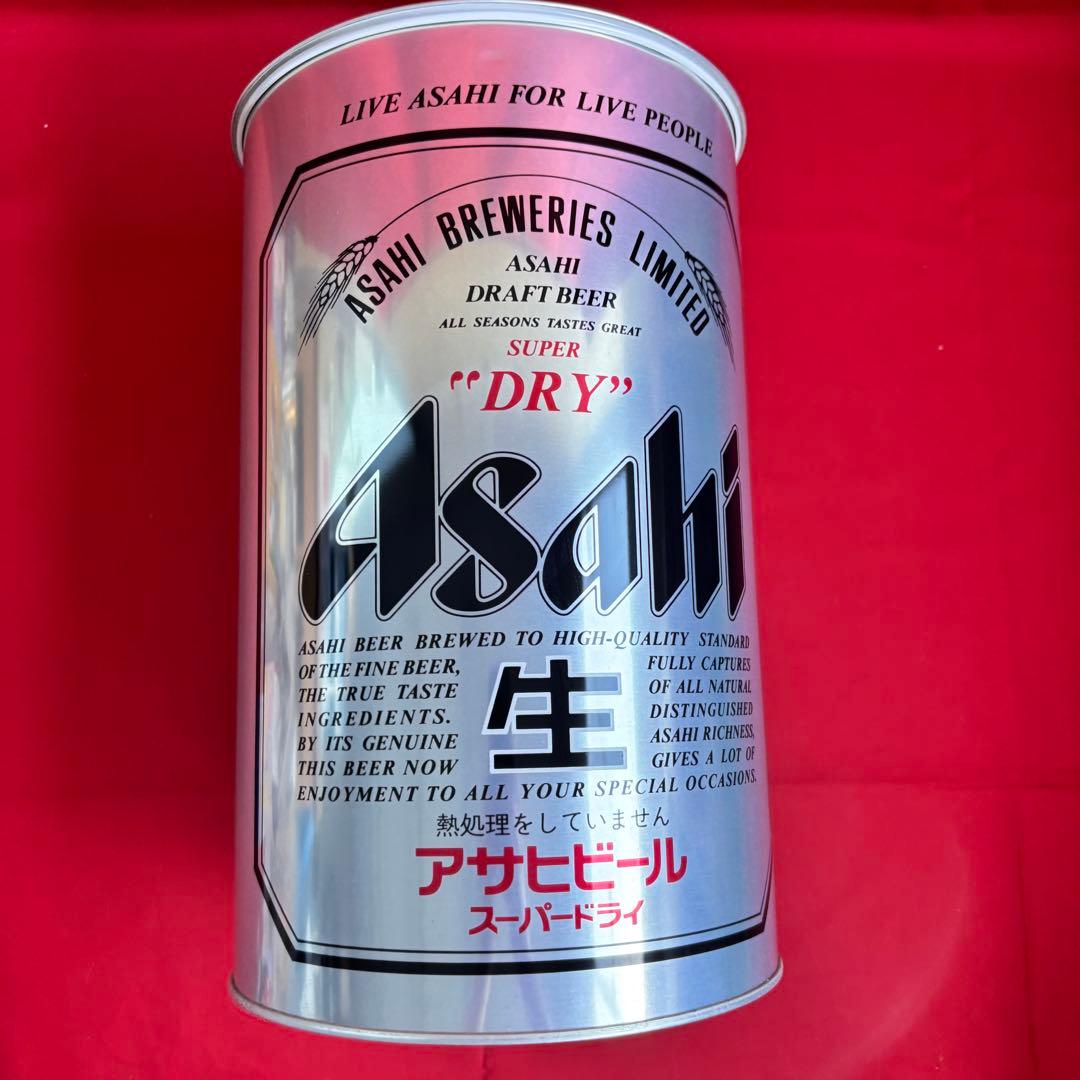 LIVE ASAHI FOR LIVE PEOPLE
ASAHI BREWERIES LIMITED
ASAHI
DRAFT BEER
ALL SEASONS TASTES GREAT
SUPER
"DRY"
Asahi
ASAHI BEER BREWED TO HIGH-QUALITY STANDARD
OF THE FINE BEER, FULLY CAPTURES
THE TRUE TASTE OF ALL NATURAL
INGREDIENTS. DISTINGUISHED
BY ITS GENUINE ASAHI RICHNESS,
THIS BEER NOW GIVES A LOT OF
生
ENJOYMENT TO ALL YOUR SPECIAL OCCASIONS.
熱処理をしていません
アサヒビール
スーパードライ